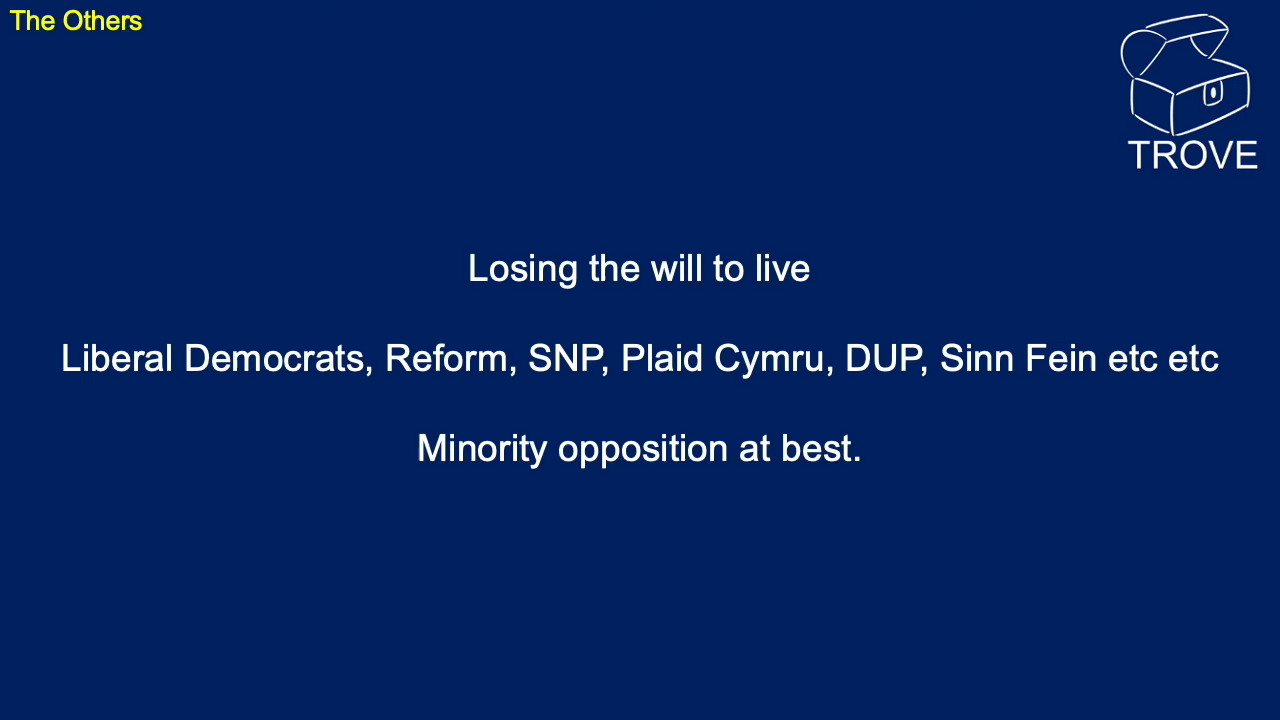 The Others
TROVE
Losing the will to live
Liberal Democrats, Reform, SNP, Plaid Cymru, DUP, Sinn Fein etc etc
Minority opposition at best.